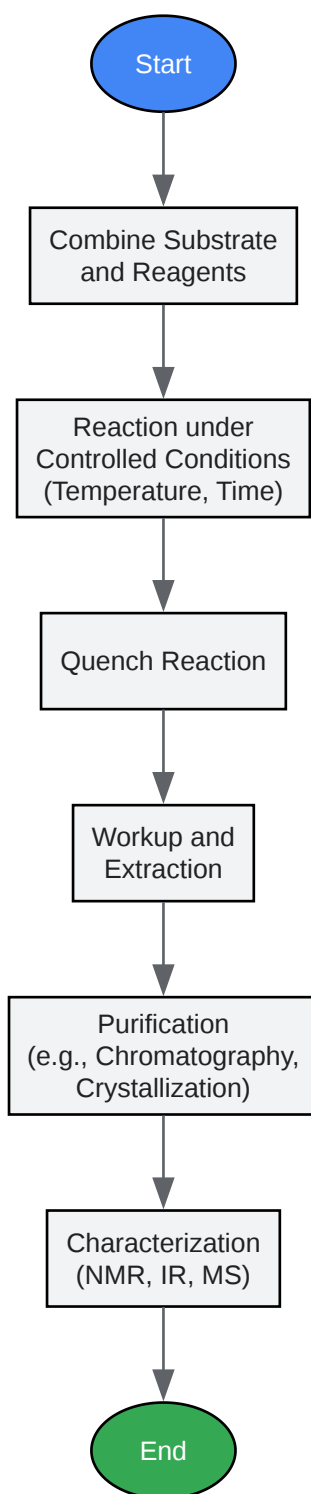 Start
Combine Substrate
and Reagents
Reaction under
Controlled Conditions
(Temperature, Time)
Quench Reaction
Workup and
Extraction
Purification
(e.g., Chromatography,
Crystallization)
Characterization
(NMR, IR, MS)
End